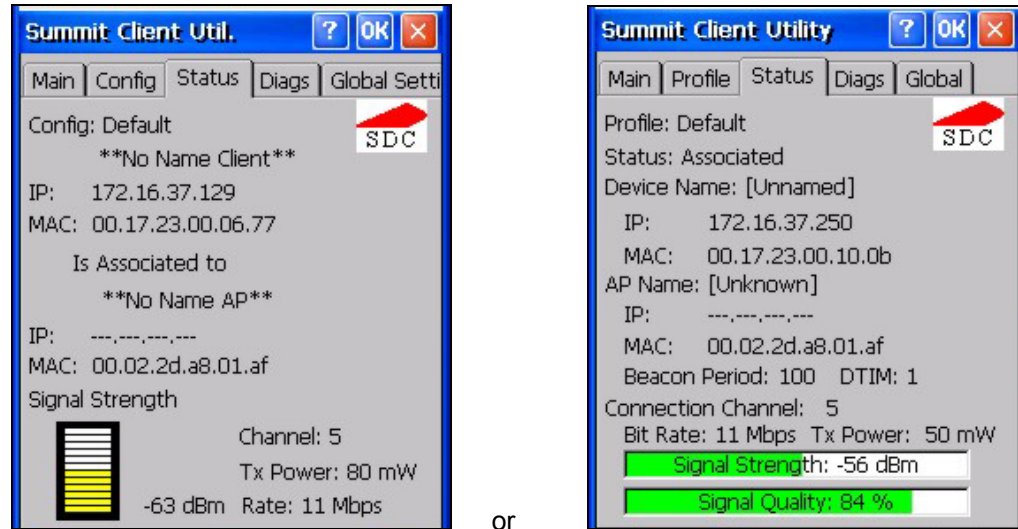 Summit Client Util. ? OK ×
Main Config Status Diags Global Setti
Config: Default
SDC
**No Name Client**
IP: 172.16.37.129
MAC: 00.17.23.00.06.77
Is Associated to
**No Name AP**
IP: ---.---.---.---
MAC: 00.02.2d.a8.01.af
Signal Strength
Channel: 5
Tx Power: 80 mW
-63 dBm Rate: 11 Mbps
or
Summit Client Utility ? OK ×
Main Profile Status Diags Global
Profile: Default
SDC
Status: Associated
Device Name: [Unnamed]
IP: 172.16.37.250
MAC: 00.17.23.00.10.0b
AP Name: [Unknown]
IP: ---.---.---.---
MAC: 00.02.2d.a8.01.af
Beacon Period: 100 DTIM: 1
Connection Channel: 5
Bit Rate: 11 Mbps Tx Power: 50 mW
Signal Strength: -56 dBm
Signal Quality: 84 %